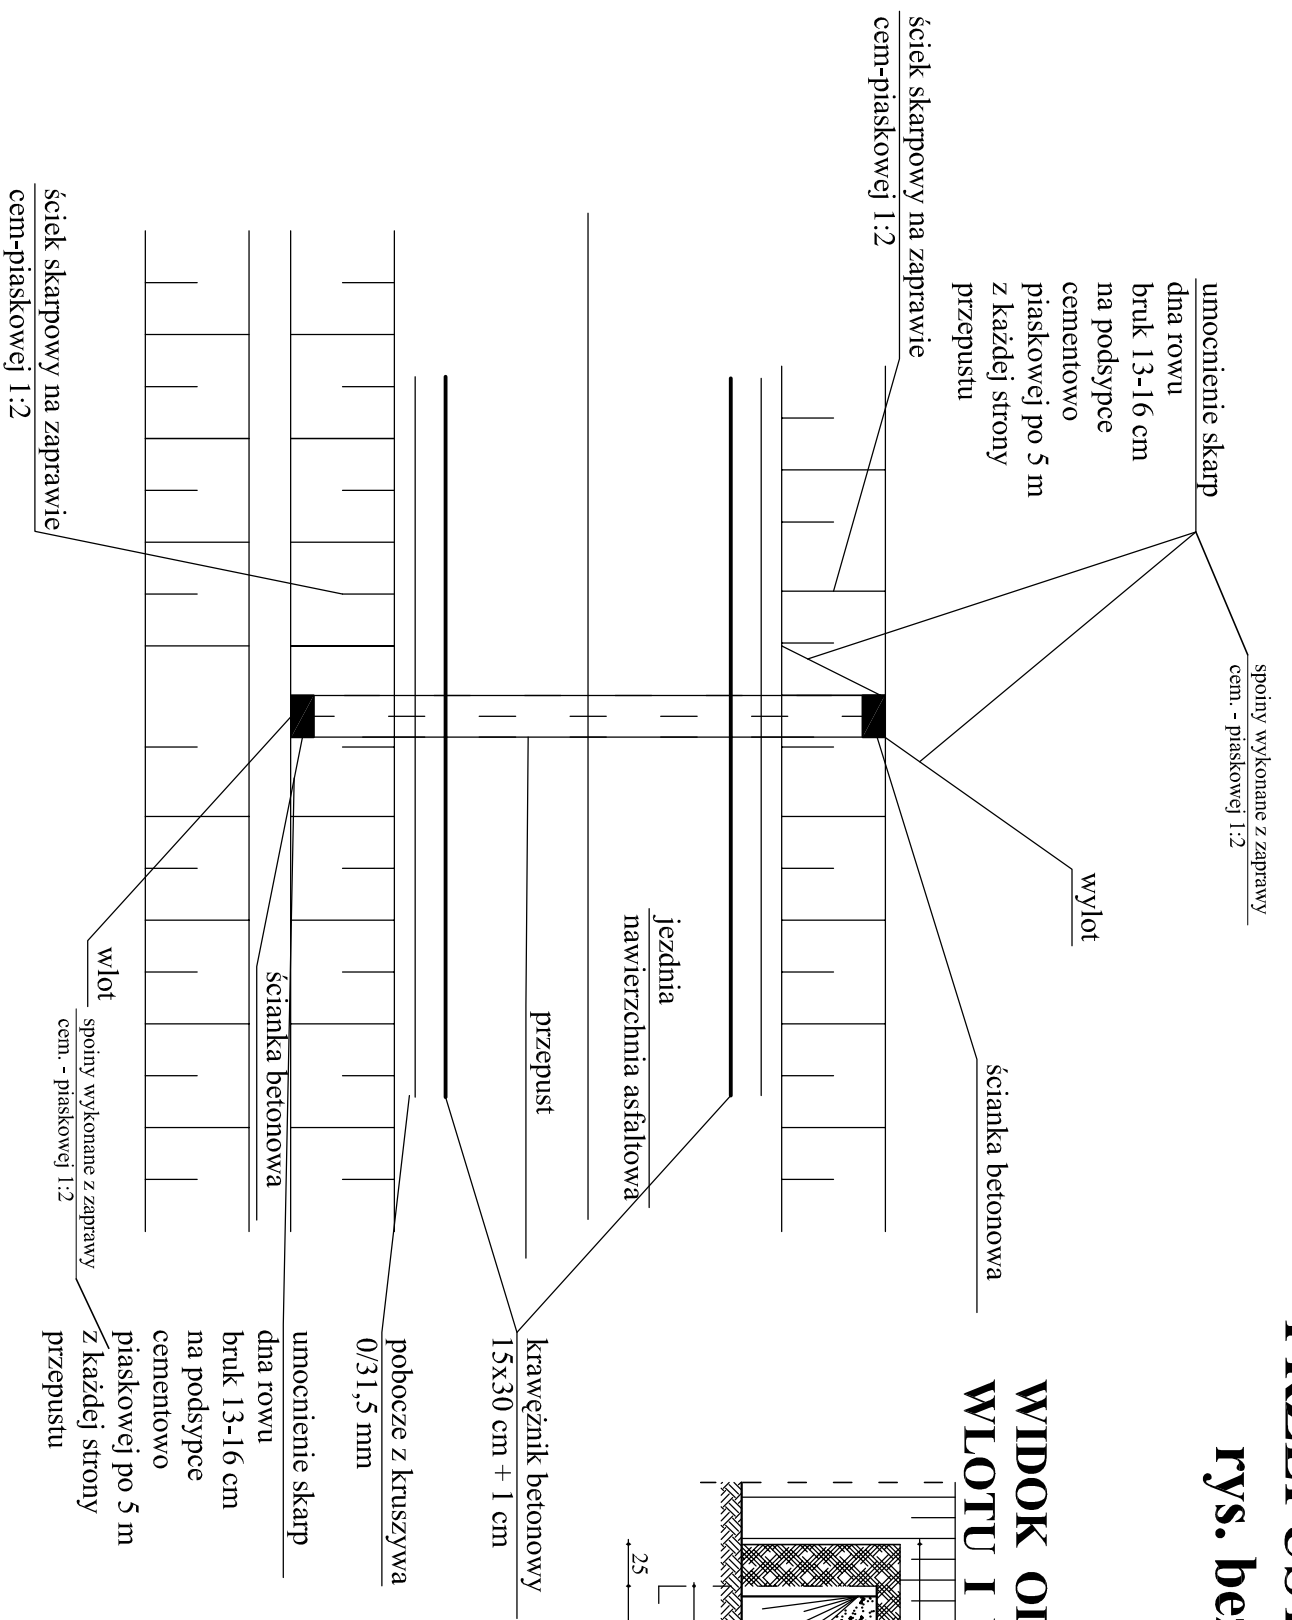 ściek skarpowy na zaprawie
cem-piaskowej 1:2
umocnienie skarp
dna rowu
bruk 13-16 cm
na podsypce
cementowo
piaskowej po 5 m
z każdej strony
przepustu
spoiny wykonane z zaprawy
cem. - piaskowej 1:2
wylot
ścianka betonowa
jezdnia
nawierzchnia asfaltowa
przepust
krawężnik betonowy
15x30 cm + 1 cm
pobocze z kruszywa
0/31,5 mm
umocnienie skarp
dna rowu
bruk 13-16 cm
na podsypce
cementowo
piaskowej po 5 m
z każdej strony
przepustu
ścianka betonowa
wlot
spoiny wykonane z zaprawy
cem. - piaskowej 1:2
ściek skarpowy na zaprawie
cem-piaskowej 1:2
rys.
WIDOK
WLOTU I
25